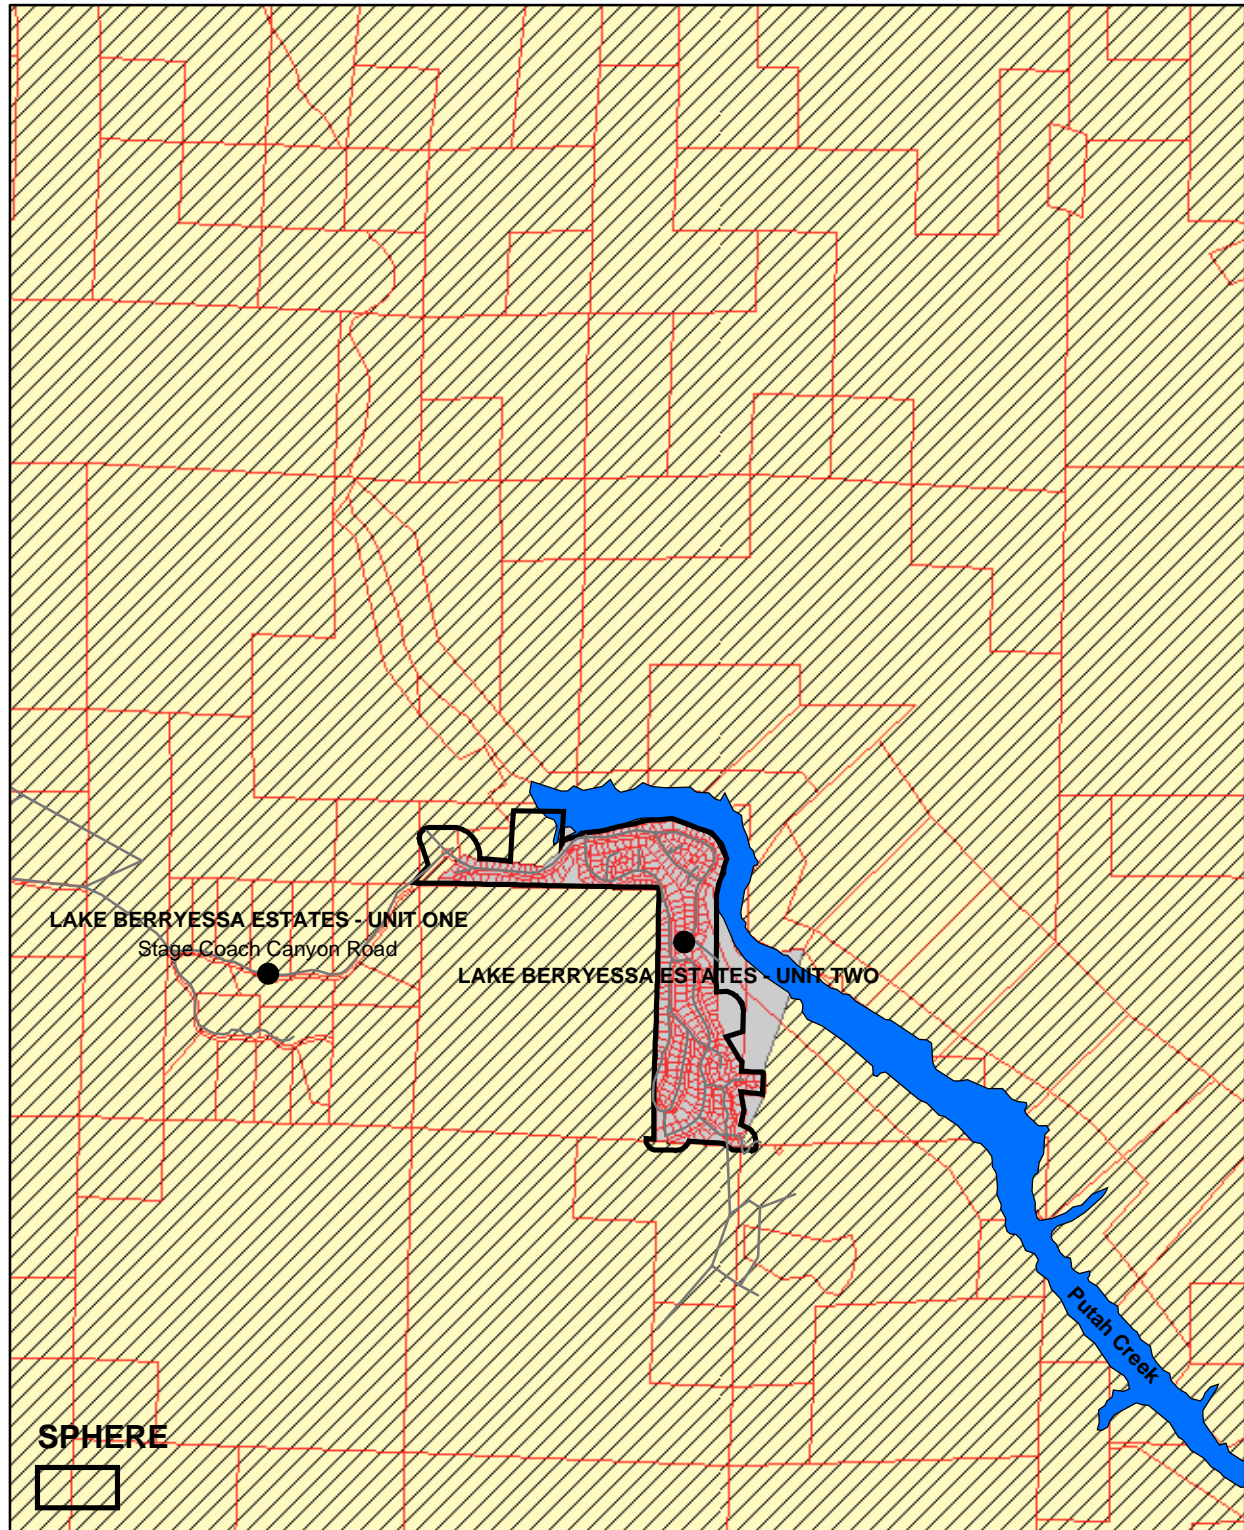 LAKE BERRYESSA ESTATES - UNIT ONE
Stage Coach Canyon Road
LAKE BERRYESSA ESTATES - UNIT TWO
Putah Creek
SPHERE